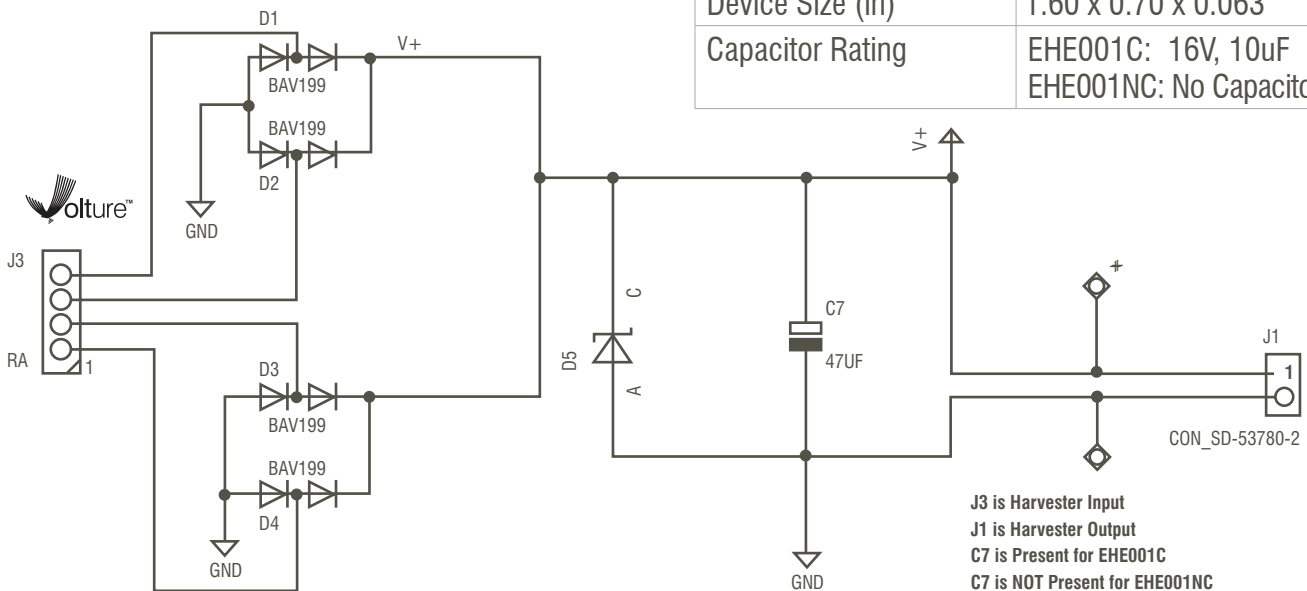 Device Size (in) 1.60 x 0.70 x 0.063
Capacitor Rating EHE001C: 16V, 10uF
EHE001NC: No
D1
V+
BAV199
BAV199
D2
GND
Volture™
J3
RA
1
D3
BAV199
BAV199
D4
GND
V+
C
D5
A
C7
47UF
GND
+
J1
1
CON_SD-53780-2
J3 is Harvester Input
J1 is Harvester Output
C7 is Present for EHE001C
C7 is NOT Present for EHE001NC